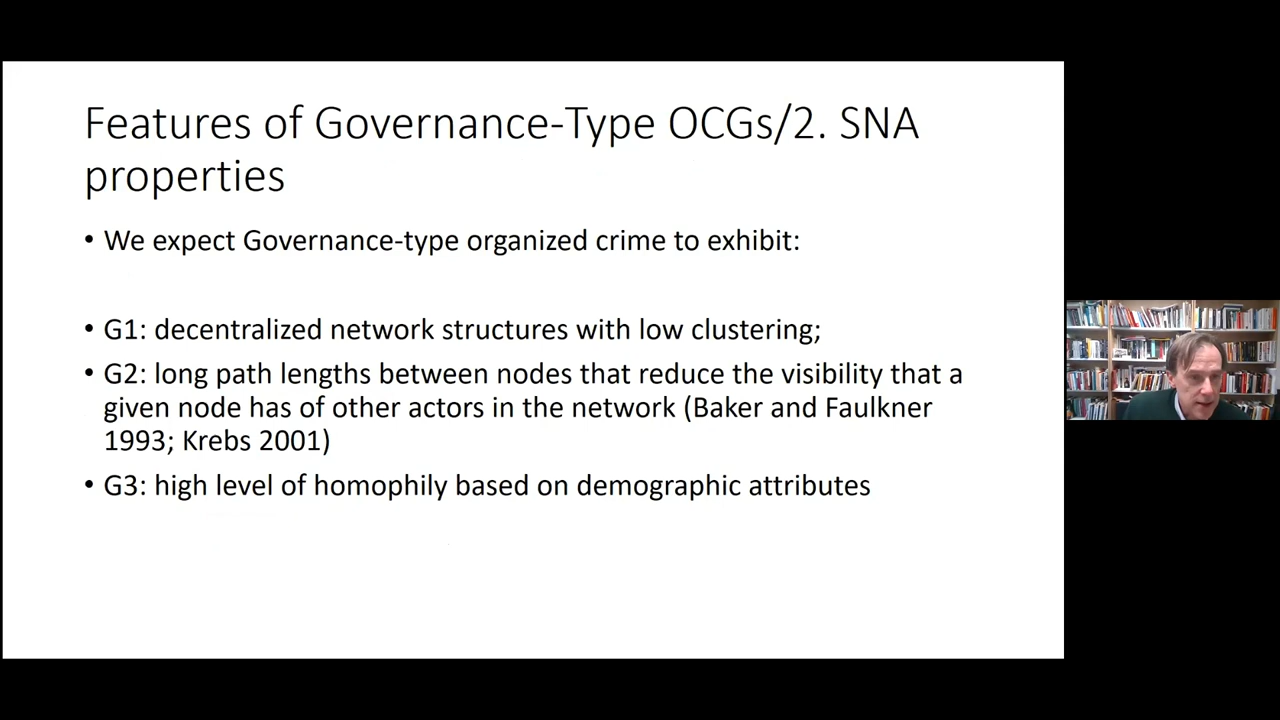 Features of Governance-Type OCGs/2. SNA
properties
• We expect Governance-type organized crime to exhibit:
• G1: decentralized network structures with low clustering;
• G2: long path lengths between nodes that reduce the visibility that a
given node has of other actors in the network (Baker and Faulkner
1993; Krebs 2001)
• G3: high level of homophily based on demographic attributes